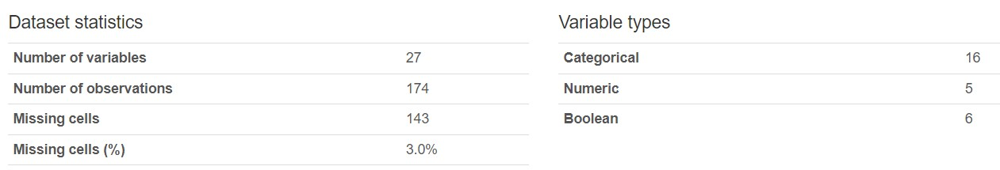 Dataset statistics
Number of variables 27
Number of observations 174
Missing cells 143
Missing cells (%) 3.0%
Variable types
Categorical 16
Numeric 5
Boolean 6